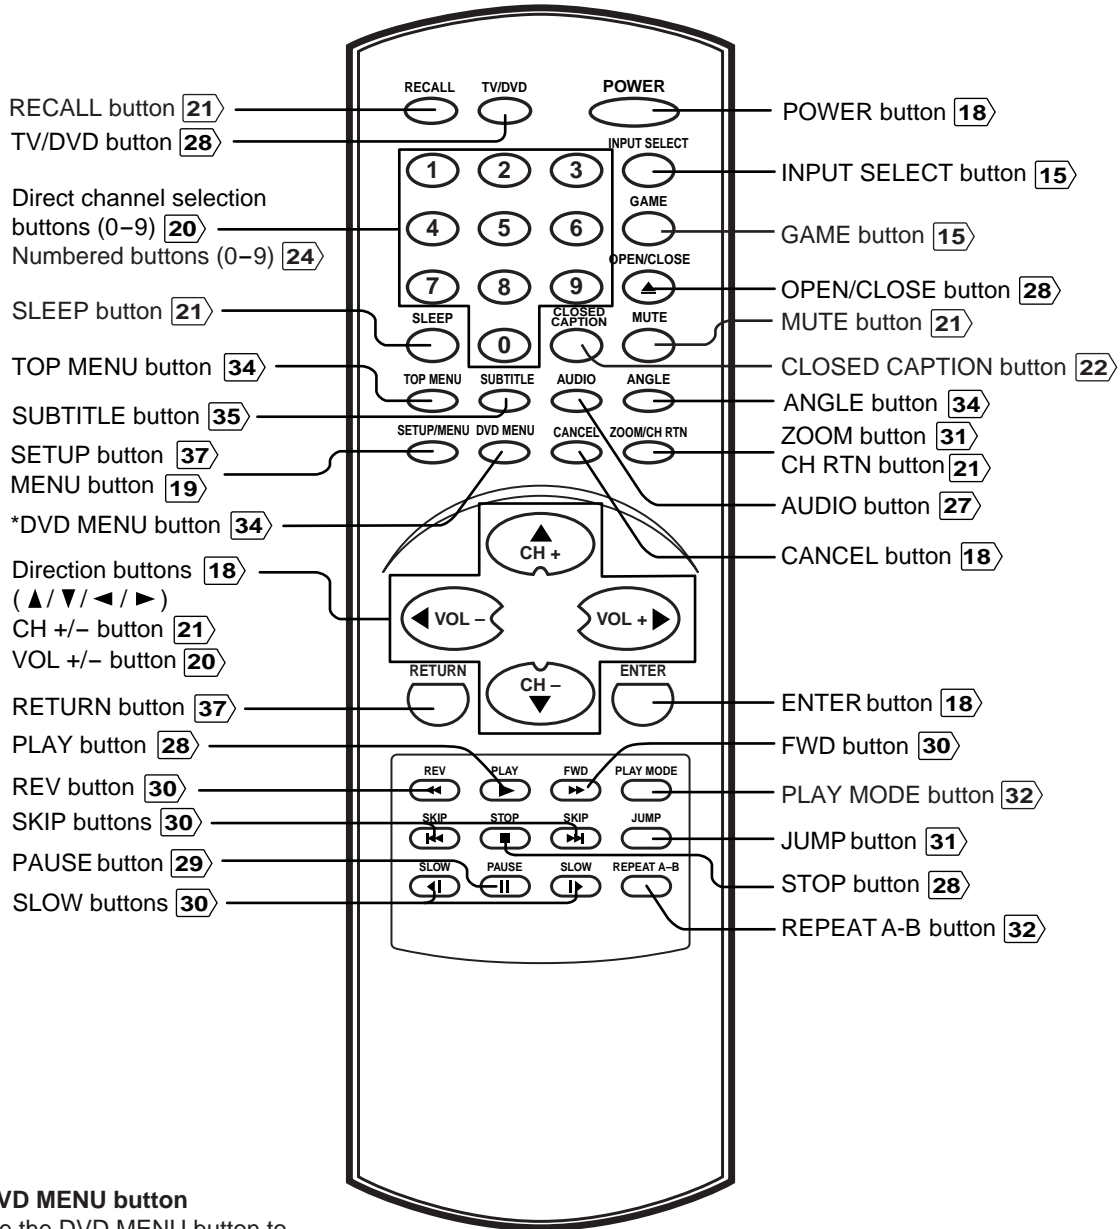 RECALL TV/DVD POWER
RECALL button 21
TV/DVD button 28
Direct channel selection
buttons (0–9) 20
Numbered buttons (0–9) 24
SLEEP button 21
TOP MENU button 34
SUBTITLE button 35
SETUP button 37
MENU button 19
*DVD MENU button 34
Direction buttons 18
( ▲ / ▼ / ◄ / ► )
CH +/– button 21
VOL +/– button 20
RETURN button 37
PLAY button 28
REV button 30
SKIP buttons 30
PAUSE button 29
SLOW buttons 30
INPUT SELECT
1 2 3
GAME
4 5 6
OPEN/CLOSE
7 8 9
SLEEP CLOSED CAPTION MUTE
0
TOP MENU SUBTITLE AUDIO ANGLE
SETUP/MENU DVD MENU CANCEL ZOOM/CH RTN
▲
CH +
◄ VOL – VOL + ►
RETURN CH – ENTER
▼
REV PLAY FWD PLAY MODE
SKIP STOP SKIP JUMP
SLOW PAUSE SLOW REPEAT A–B
POWER button 18
INPUT SELECT button 15
GAME button 15
OPEN/CLOSE button 28
MUTE button 21
CLOSED CAPTION button 22
ANGLE button 34
ZOOM button 31
CH RTN button 21
AUDIO button 27
CANCEL button 18
ENTER button 18
FWD button 30
PLAY MODE button 32
JUMP button 31
STOP button 28
REPEAT A-B button 32
VD MENU button
e the DVD MENU button to